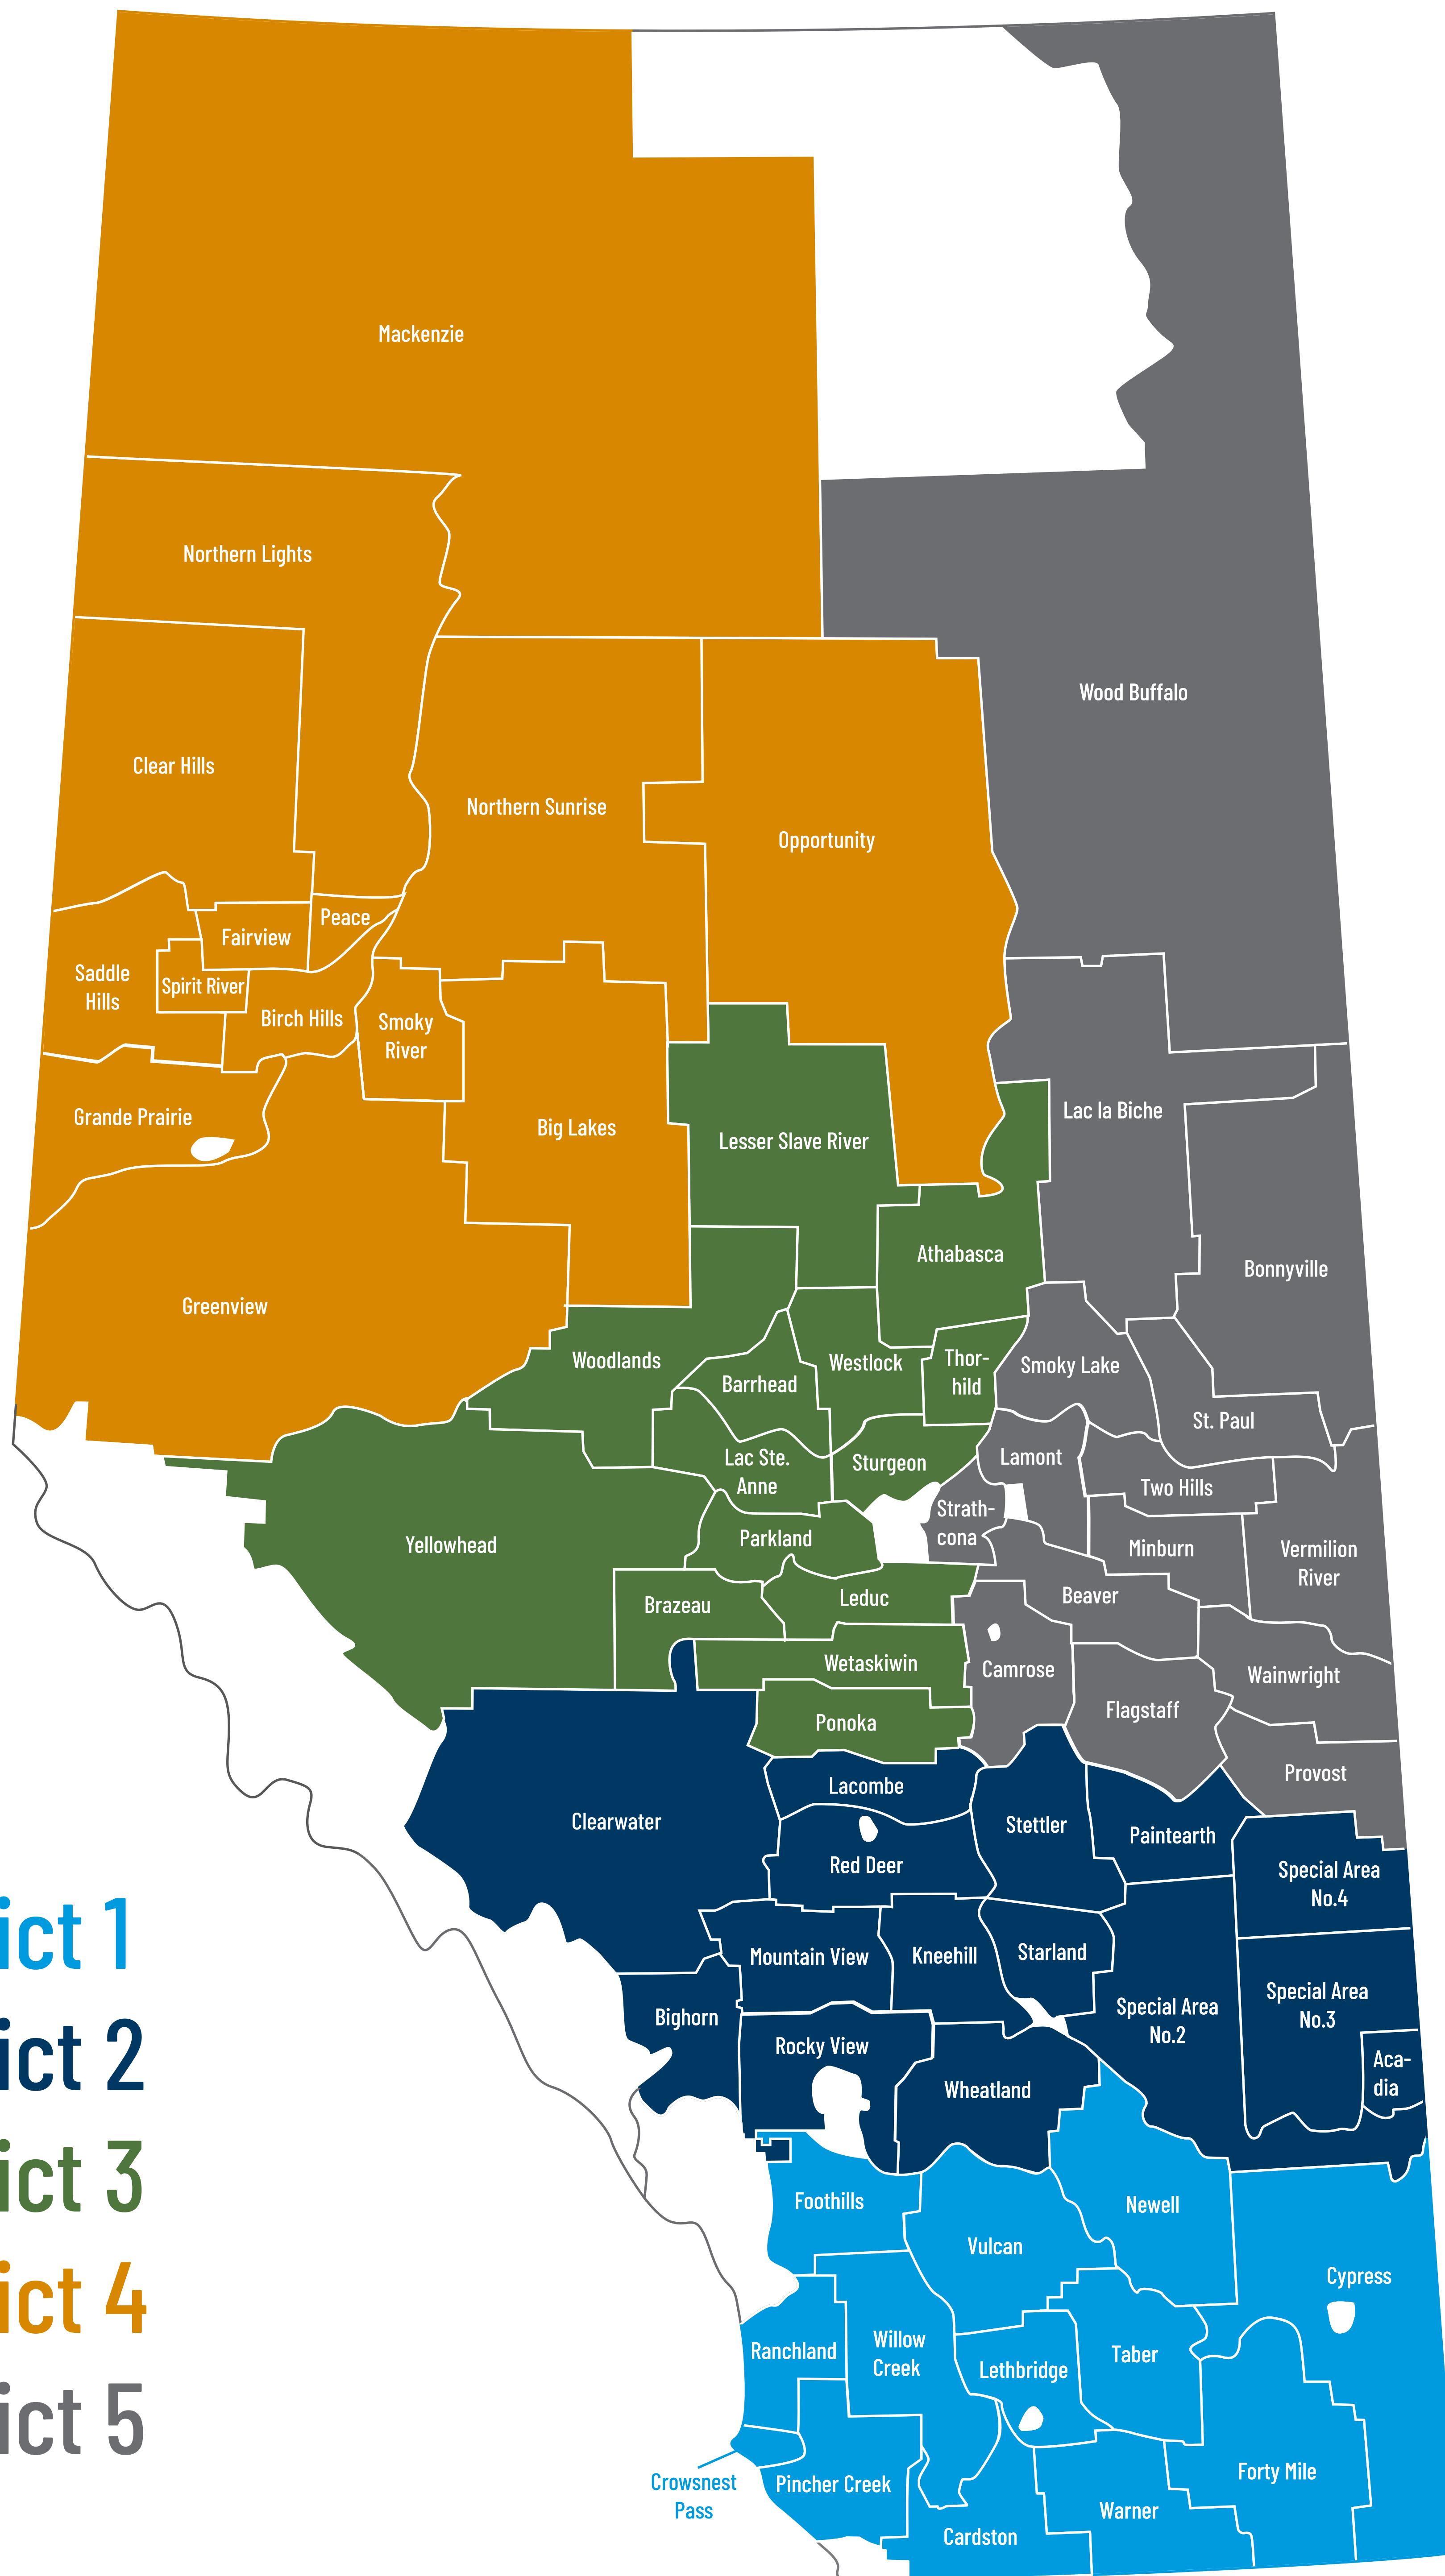 Mackenzie
Northern Lights
Wood Buffalo
Clear Hills
Northern Sunrise
Opportunity
Peace
Fairview
Saddle
Hills
Spirit River
Birch Hills
Smoky
River
Grande Prairie
Big Lakes
Lesser Slave River
Lac la Biche
Athabasca
Bonnyville
Greenview
Woodlands
Barrhead
Westlock
Thor-
hild
Smoky Lake
St. Paul
Lac Ste.
Anne
Sturgeon
Lamont
Two Hills
Strath-
cona
Yellowhead
Parkland
Minburn
Vermilion
River
Brazeau
Leduc
Beaver
Wetaskiwin
Camrose
Wainwright
Ponoka
Flagstaff
Provost
Lacombe
Clearwater
Stettler
Paintearth
Red Deer
Special Area
No.4
ict 1
Mountain View
Kneehill
Starland
Special Area
No.3
Special Area
No.2
Bighorn
Rocky View
ict 2
Aca-
dia
Wheatland
ict 3
Foothills
Newell
Vulcan
Cypress
ict 4
Ranchland
Willow
Creek
Lethbridge
Taber
ict 5
Crowsnest
Pass
Pincher Creek
Forty Mile
Warner
Cardston